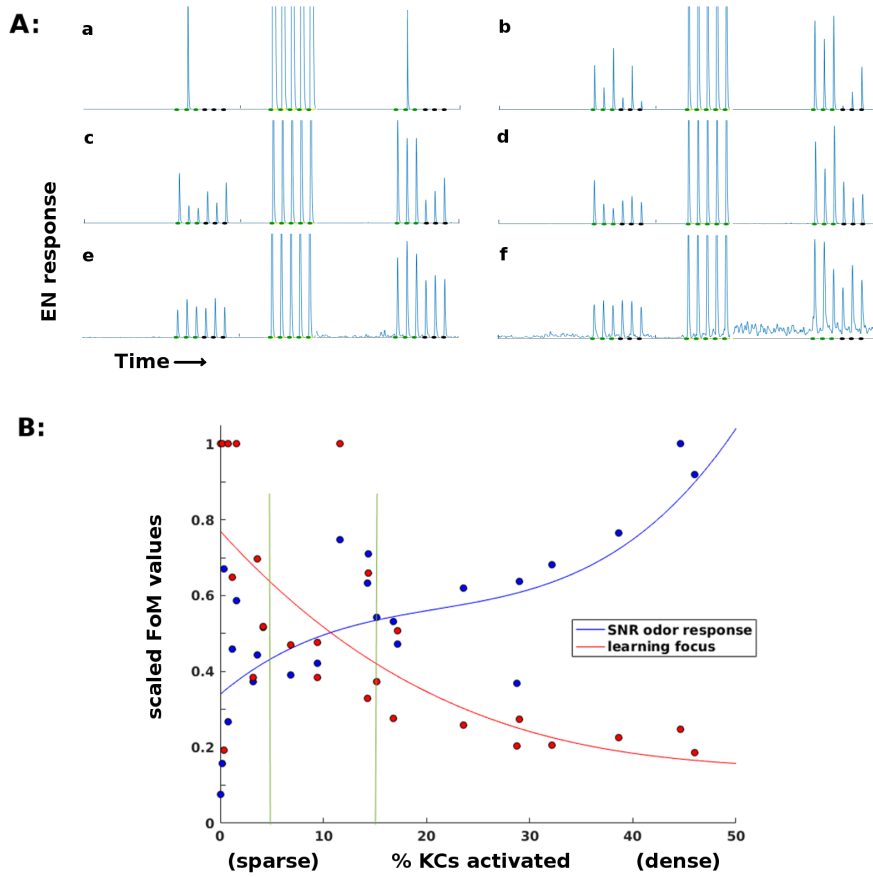 A:
a
b
c
d
e
f
EN response
Time
B:
scaled FoM values
1
0.8
0.6
0.4
0.2
0
SNR odor response
learning focus
0 10 20 30 40 50
(sparse) % KCs activated (dense)